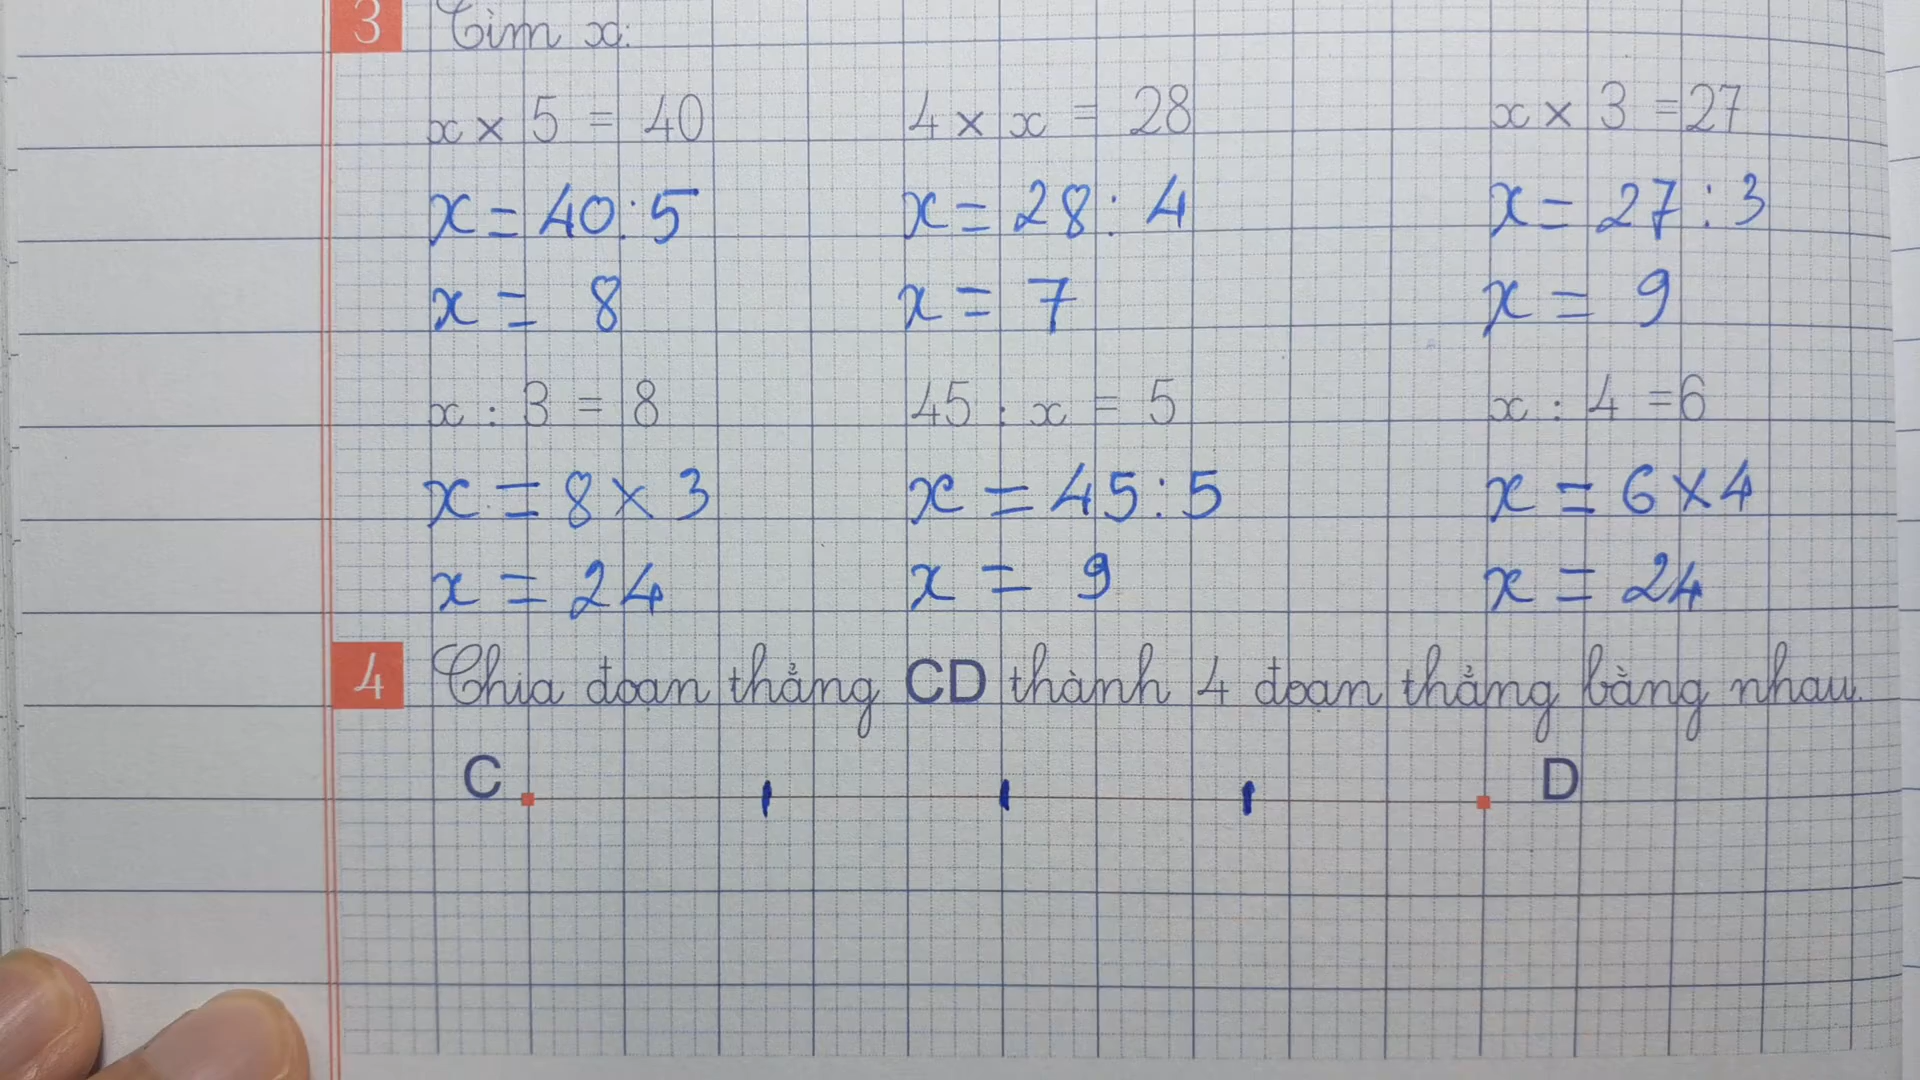 3 Tìm x:
x × 5 = 40 4 × x = 28 x × 3 = 27
x = 40 : 5 x = 28 : 4 x = 27 : 3
x = 8 x = 7 x = 9
x : 3 = 8 45 : x = 5 x : 4 = 6
x = 8 × 3 x = 45 : 5 x = 6 × 4
x = 24 x = 9 x = 24
4 Chia đoạn thẳng CD thành 4 đoạn thẳng bằng nhau.
C D